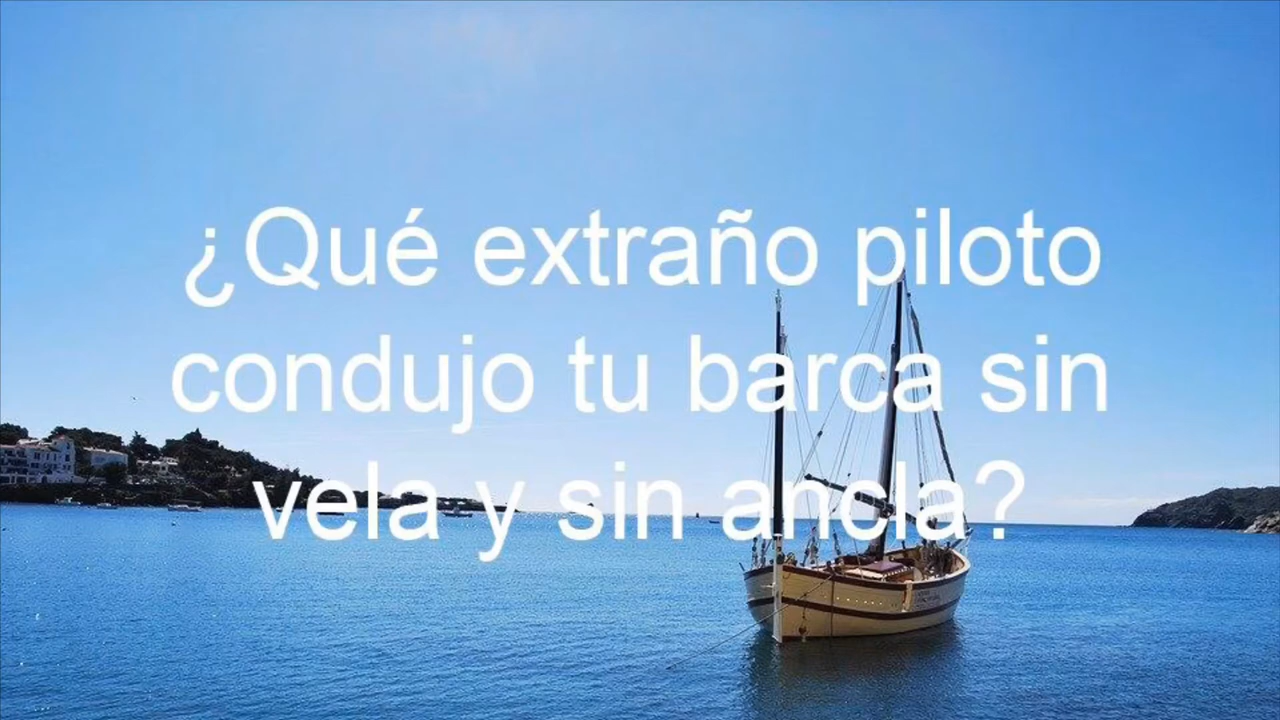 ¿Qué extraño piloto
condujo tu barca sin
vela y sin ancla?